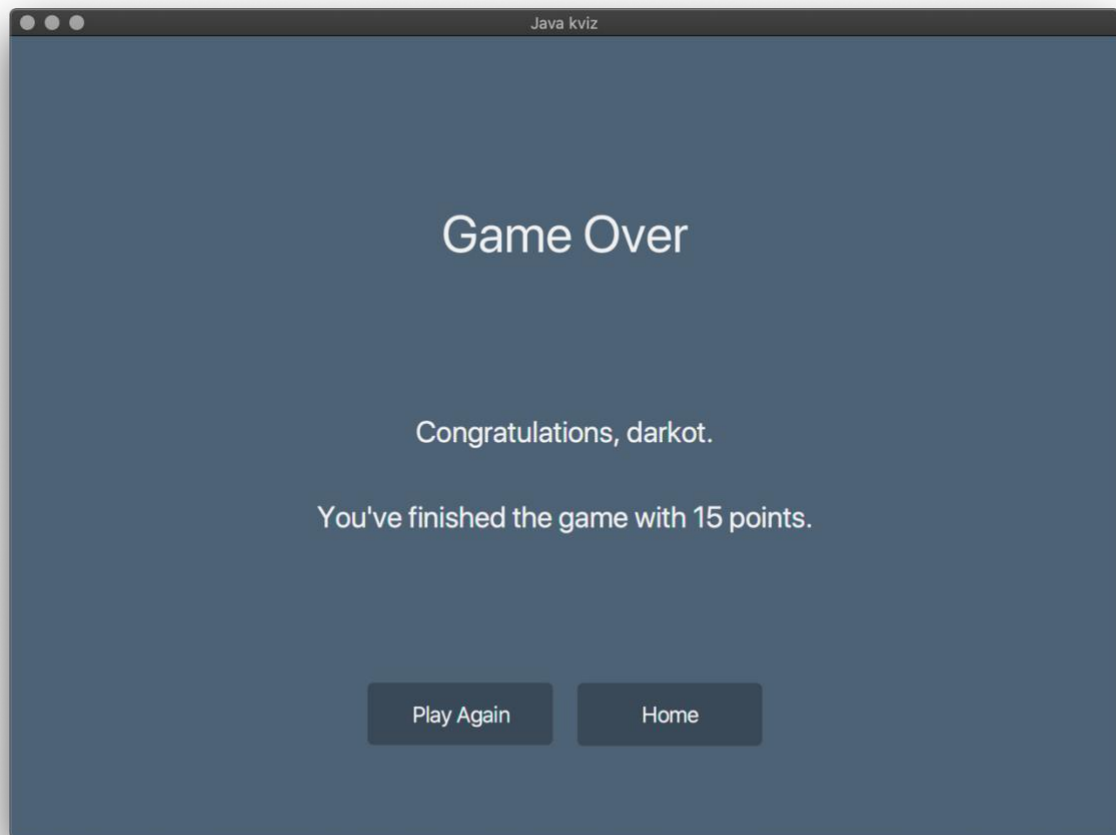 Java kviz
Game Over
Congratulations, darkot.
You've finished the game with 15 points.
Play Again
Home